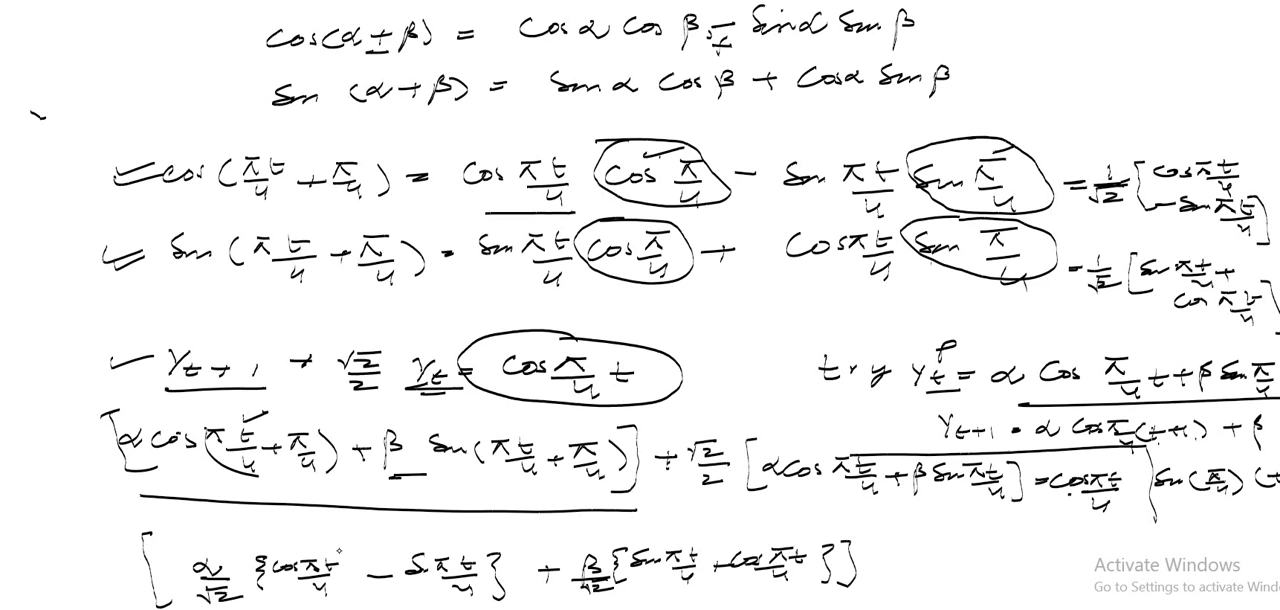 cos(α ± β) = cos α cos β ∓ sin α sin β
sin (α + β) = sin α cos β + cos α sin β
cos (πt/4 + π/4) = cos πt/4 cos π/4 − sin πt/4 sin π/4 = 1/√2 [cos πt/4 − sin πt/4]
sin (πt/4 + π/4) = sin πt/4 cos π/4 + cos πt/4 sin π/4 = 1/√2 [sin πt/4 + cos πt/4]
Yt+1 + √2/2 Yt = cos π/4 t
try Yt^p = α cos π/4 t + β sin π/4
Yt+1 = α cos π/4 (t+1) + β sin (π/4) (t
[α cos (πt/4 + π/4) + β sin (πt/4 + π/4)] + √2/2 [α cos πt/4 + β sin πt/4] = cos πt/4
[α/√2 {cos πt/4 − sin πt/4} + β/√2 {sin πt/4 + cos πt/4}]
Activate Windows
Go to Settings to activate Wind